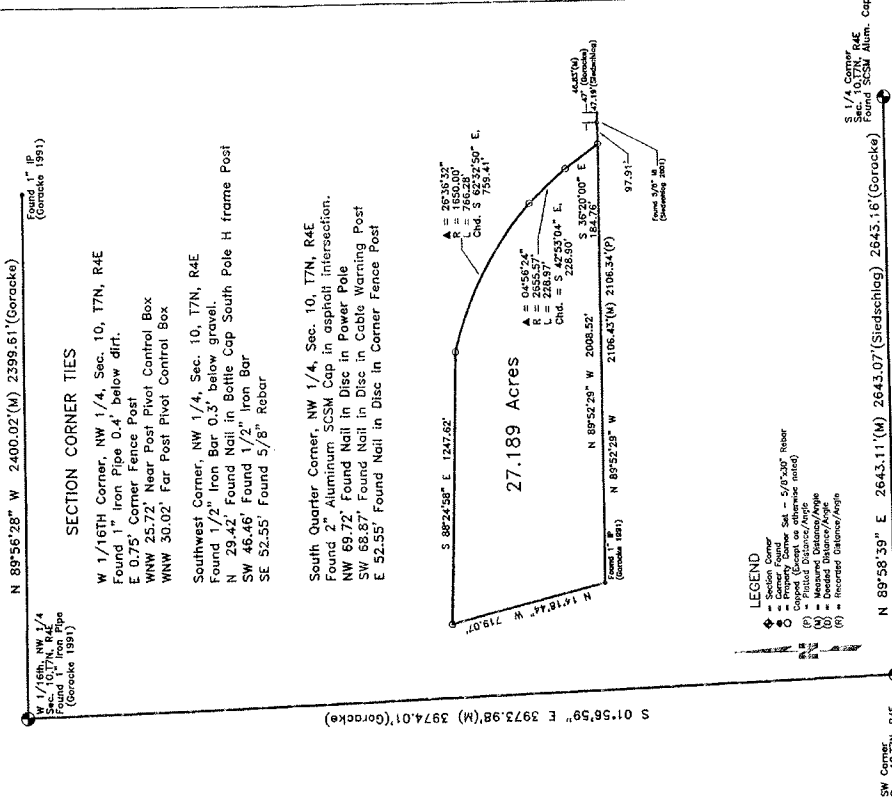 N 89°56'28" W 2400.02'(M) 2399.61'(Goracke)
W 1/16th, NW 1/4
Sec. 10,T7N, R4E
Found 1" Iron Pipe
(Goracke 1991)
Found 1" IP
(Goracke 1991)
SECTION CORNER TIES
W 1/16TH Corner, NW 1/4, Sec. 10, T7N, R4E
Found 1" Iron Pipe 0.4' below dirt.
E 0.75' Corner Fence Post
WNW 25.72' Near Post Pivot Control Box
WNW 30.02' Far Post Pivot Control Box
Southwest Corner, NW 1/4, Sec. 10, T7N, R4E
Found 1/2" Iron Bar 0.3' below gravel.
N 29.42' Found Nail in Bottle Cap South Pole H frame Post
SW 46.46' Found 1/2" Iron Bar
SE 52.55' Found 5/8" Rebar
South Quarter Corner, NW 1/4, Sec. 10, T7N, R4E
Found 2" Aluminum SCSM Cap in asphalt intersection.
NW 69.72' Found Nail in Disc in Power Pole
SW 68.87' Found Nail in Disc in Cable Warning Post
E 52.55' Found Nail in Disc in Corner Fence Post
S 88°24'58" E 1247.62'
▲ = 26°36'32"
R = 1650.00'
L = 766.28'
Chd. S 62°32'50" E,
759.41'
▲ = 04°56'24"
R = 2655.57'
L = 228.97'
Chd. = S 42°53'04" E,
228.90'
S 36°20'00" E
184.76'
46.83'(M)
47' (Goracke)
47.19'(Siedschlag)
97.91'
Found 5/8" IB
(Siedschlag 2001)
27.189 Acres
N 14°18'44" W 719.07'
N 89°52'29" W 2008.52'
N 89°52'29" W 2106.43'(M) 2106.34'(P)
Found 1" IP
(Goracke 1991)
S 01°56'59" E 3973.98'(M) 3974.01'(Goracke)
LEGEND
= Section Corner
= Corner Found
= Property Corner Set - 5/8"x30" Rebar
Capped (Except as otherwise noted)
(P) = Platted Distance/Angle
(M) = Measured Distance/Angle
(D) = Deeded Distance/Angle
(R) = Recorded Distance/Angle
N 89°58'39" E 2643.11'(M) 2643.07'(Siedschlag) 2643.16'(Goracke)
S 1/4 Corner
Sec. 10,T7N, R4E
Found SCSM Alum. Cap
SW Corner